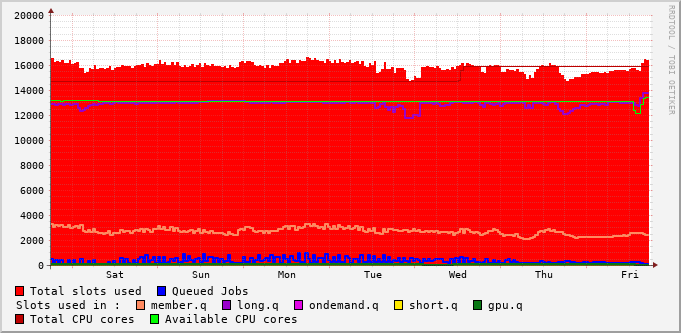 20000
18000
16000
14000
12000
10000
8000
6000
4000
2000
0
Sat Sun Mon Tue Wed Thu Fri
RRDTOOL / TOBI OETIKER
Total slots used Queued Jobs
Slots used in : member.q long.q ondemand.q short.q gpu.q
Total CPU cores Available CPU cores